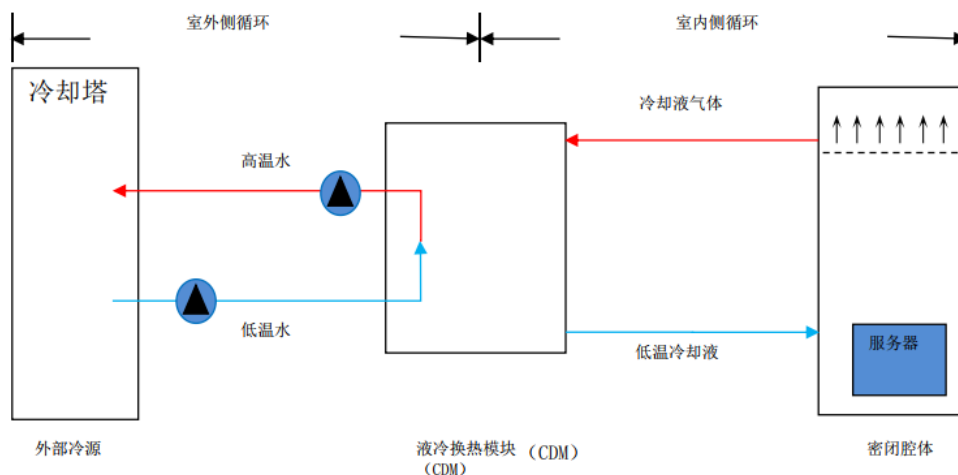 室外侧循环
室内侧循环
冷却塔
冷却液气体
高温水
低温水
低温冷却液
服务器
外部冷源
液冷换热模块（CDM）
（CDM）
密闭腔体